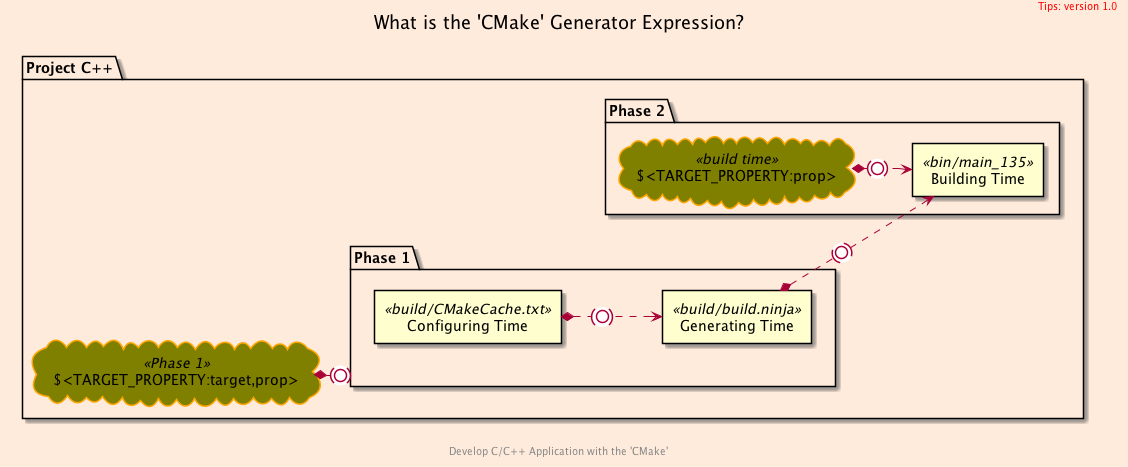 Tips: version 1.0
What is the 'CMake' Generator Expression?
Project C++
Phase 2
«build time»
$<TARGET_PROPERTY:prop>
«bin/main_135»
Building Time
Phase 1
«build/CMakeCache.txt»
Configuring Time
«build/build.ninja»
Generating Time
«Phase 1»
$<TARGET_PROPERTY:target,prop>
Develop C/C++ Application with the 'CMake'